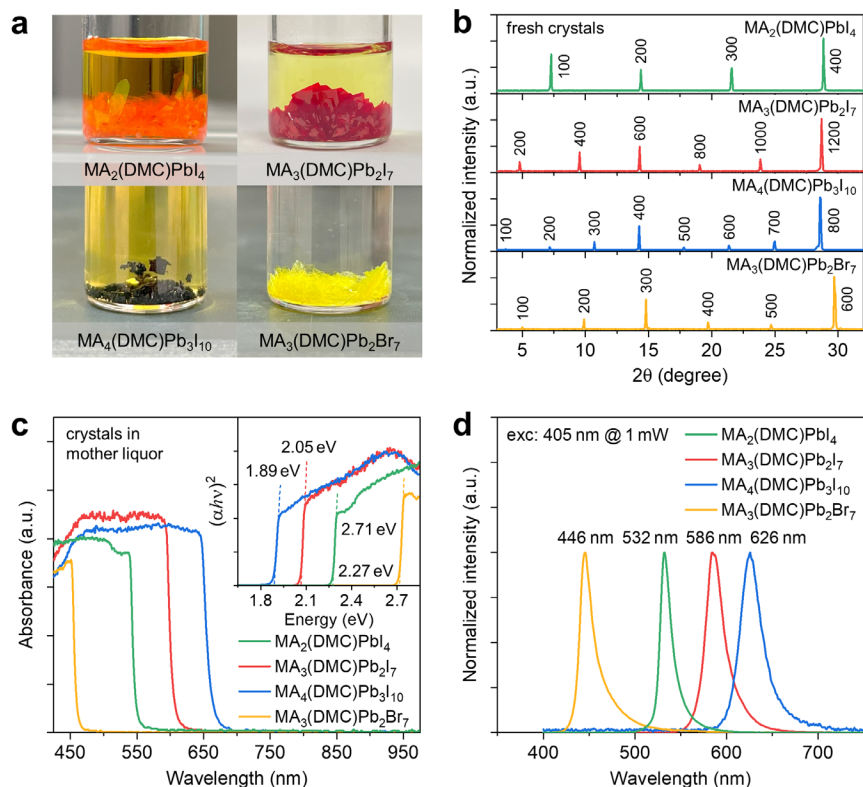 a
MA₂(DMC)PbI₄
MA₃(DMC)Pb₂I₇
MA₄(DMC)Pb₃I₁₀
MA₃(DMC)Pb₂Br₇
b
fresh crystals
MA₂(DMC)PbI₄
100
200
300
400
MA₃(DMC)Pb₂I₇
200
400
600
800
1000
1200
MA₄(DMC)Pb₃I₁₀
100
200
300
400
500
600
700
800
MA₃(DMC)Pb₂Br₇
100
200
300
400
500
600
Normalized intensity (a.u.)
5 10 15 20 25 30
2θ (degree)
c
crystals in
mother liquor
2.05 eV
1.89 eV
2.71 eV
2.27 eV
(αhν)²
1.8 2.1 2.4 2.7
Energy (eV)
MA₂(DMC)PbI₄
MA₃(DMC)Pb₂I₇
MA₄(DMC)Pb₃I₁₀
MA₃(DMC)Pb₂Br₇
Absorbance (a.u.)
450 550 650 750 850 950
Wavelength (nm)
d
exc: 405 nm @ 1 mW
MA₂(DMC)PbI₄
MA₃(DMC)Pb₂I₇
MA₄(DMC)Pb₃I₁₀
MA₃(DMC)Pb₂Br₇
446 nm 532 nm 586 nm 626 nm
Normalized intensity (a.u.)
400 500 600 700
Wavelength (nm)